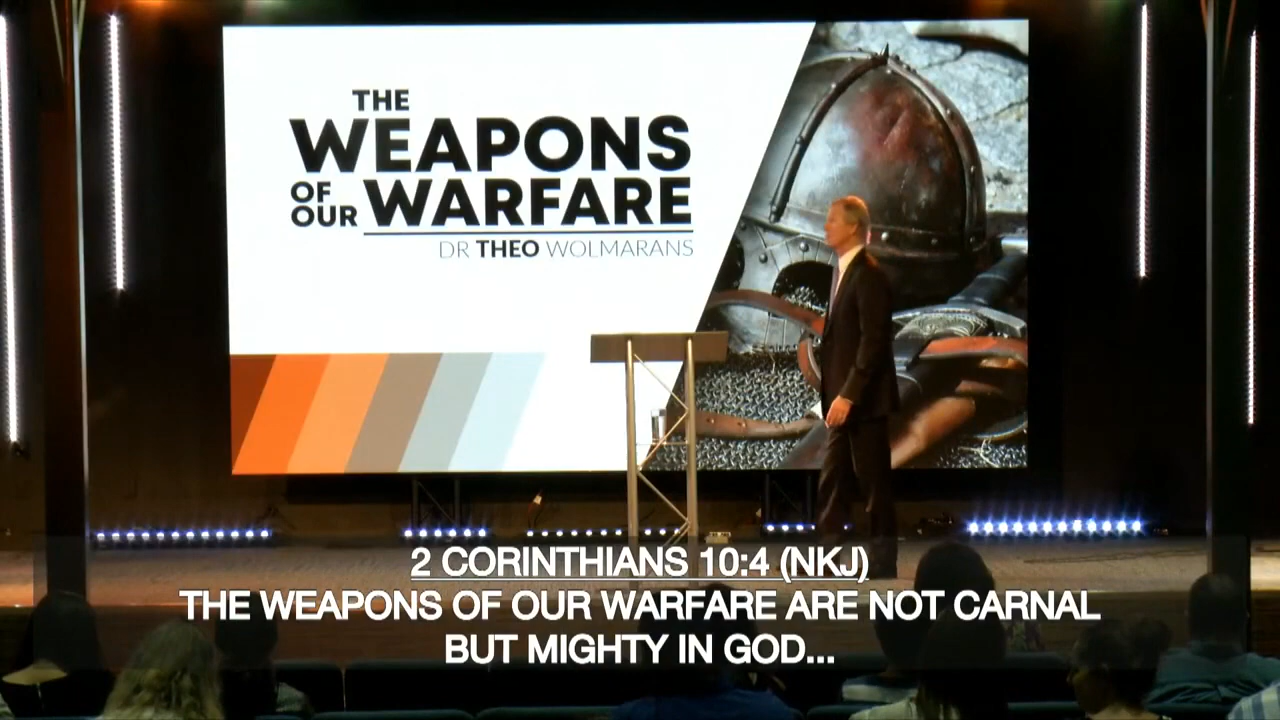 THE
WEAPONS
OF
OUR WARFARE
DR THEO WOLMARANS
2 CORINTHIANS 10:4 (NKJ)
THE WEAPONS OF OUR WARFARE ARE NOT CARNAL
BUT MIGHTY IN GOD...